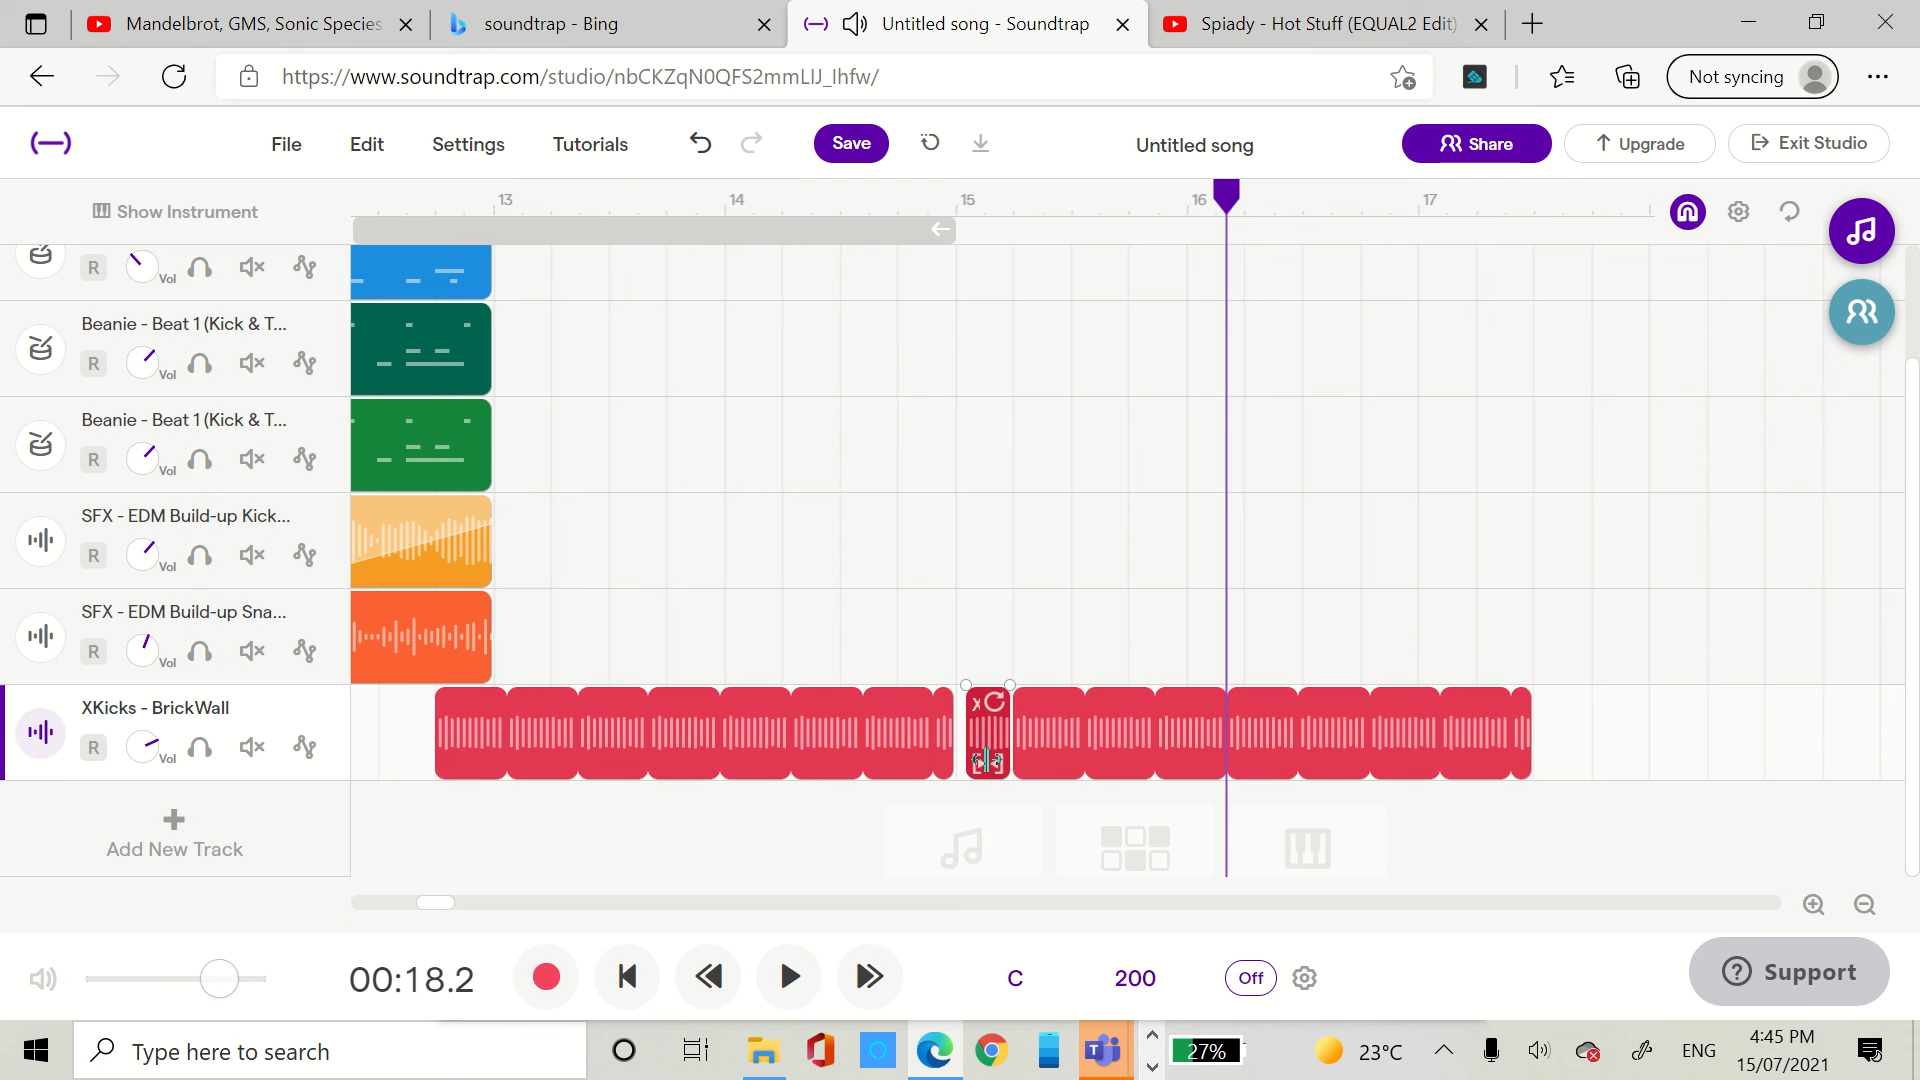 Mandelbrot, GMS, Sonic Species
soundtrap - Bing
Untitled song - Soundtrap
Spiady - Hot Stuff (EQUAL2 Edit)
https://www.soundtrap.com/studio/nbCKZqN0QFS2mmLIJ_Ihfw/
Not syncing
File
Edit
Settings
Tutorials
Save
Untitled song
Share
Upgrade
Exit Studio
Show Instrument
13
14
15
16
17
R
Vol
Beanie - Beat 1 (Kick & T...
R
Vol
Beanie - Beat 1 (Kick & T...
R
Vol
SFX - EDM Build-up Kick...
R
Vol
SFX - EDM Build-up Sna...
R
Vol
XKicks - BrickWall
R
Vol
Add New Track
00:18.2
C
200
Off
Support
Type here to search
27%
23°C
ENG
4:45 PM
15/07/2021